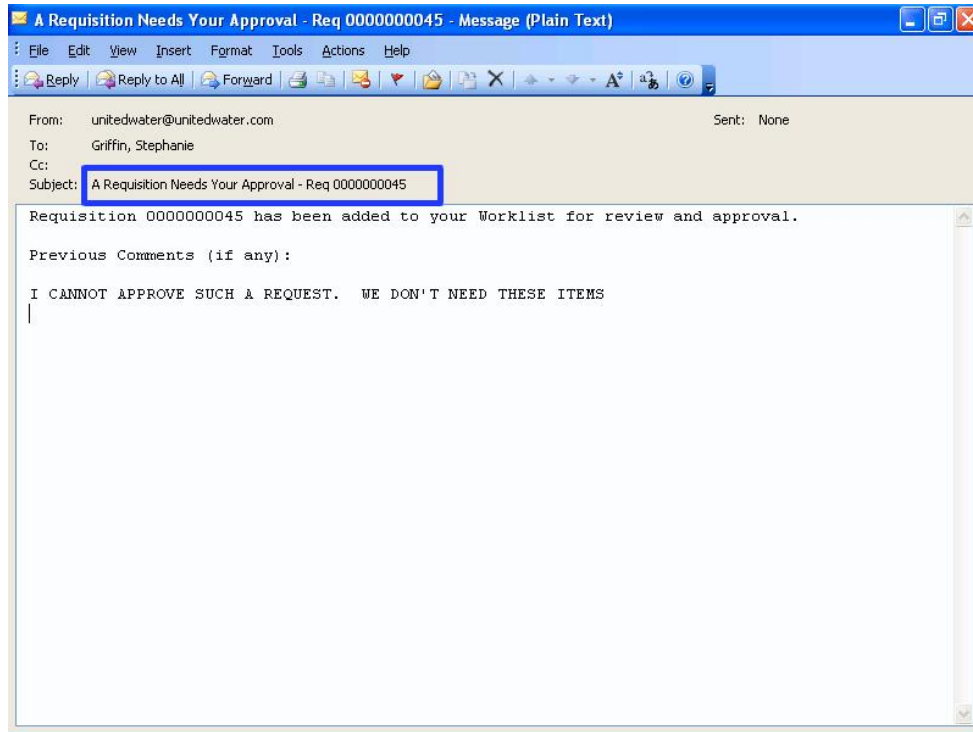 A Requisition Needs Your Approval - Req 0000000045 - Message (Plain Text)
File Edit View Insert Format Tools Actions Help
Reply Reply to All Forward
From: unitedwater@unitedwater.com Sent: None
To: Griffin, Stephanie
Cc:
Subject: A Requisition Needs Your Approval - Req 0000000045
Requisition 0000000045 has been added to your Worklist for review and approval.
Previous Comments (if any):
I CANNOT APPROVE SUCH A REQUEST.  WE DON'T NEED THESE ITEMS